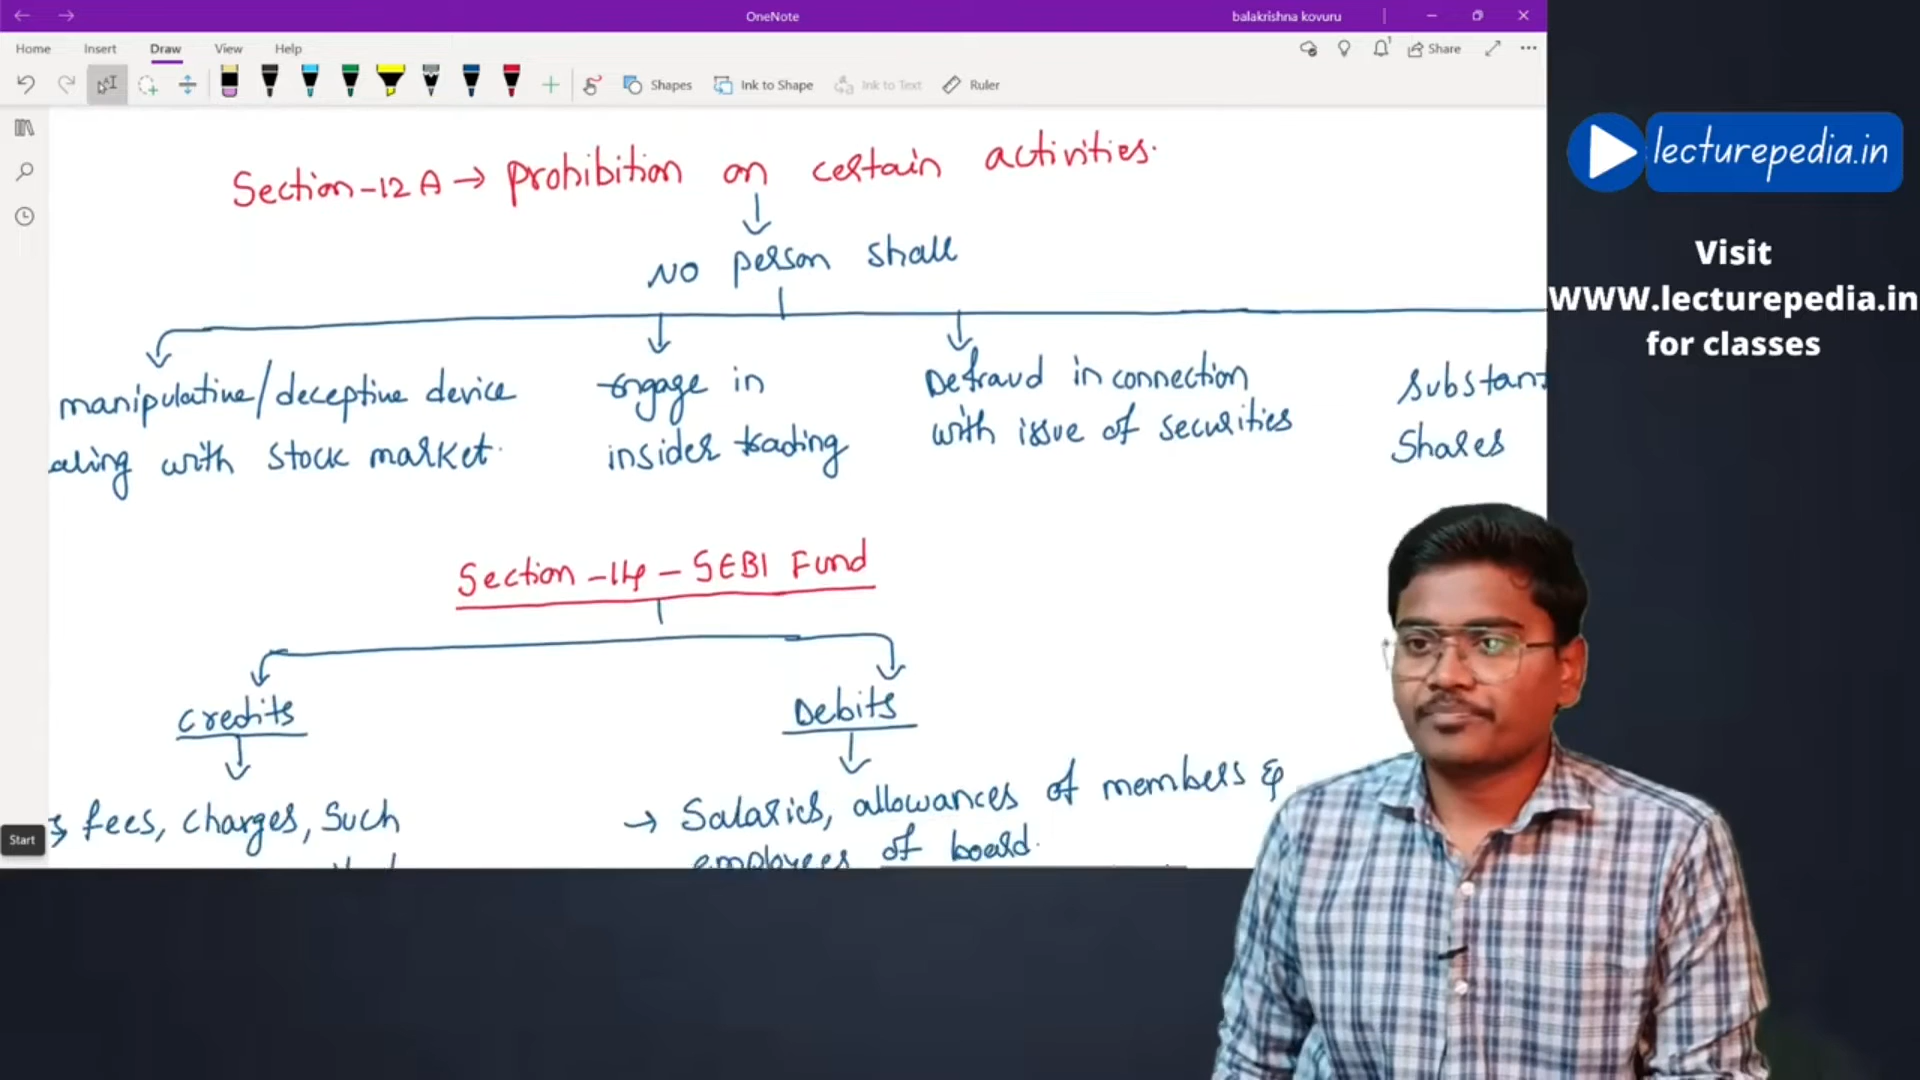 OneNote
balakrishna kovuru
Home Insert Draw View Help
Share
Shapes Ink to Shape Ink to Text Ruler
lecturepedia.in
Visit
WWW.lecturepedia.in
for classes
Section-12A → prohibition on certain activities.
No person shall
manipulative/deceptive device
aling with stock market.
Engage in
insider trading
Defraud in connection
with issue of securities
Substan
Shares
Section-14 - SEBI Fund
Credits
Debits
fees, charges, such
→ Salaries, allowances of members &
employees of board.
Start